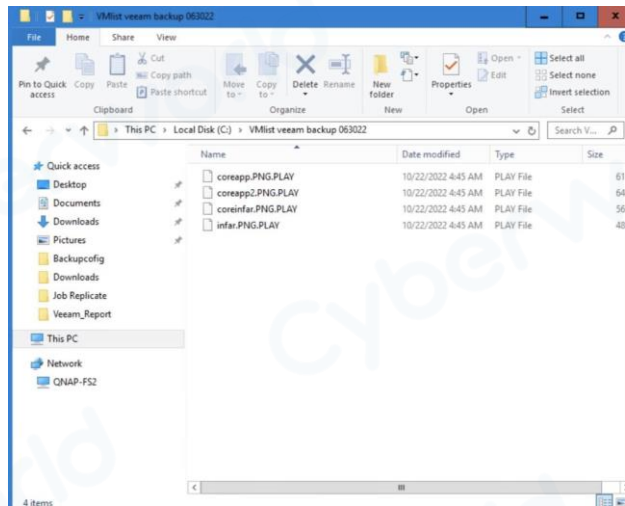 VMlist veeam backup 063022
File Home Share View
Pin to Quick access
Copy
Paste
Cut
Copy path
Paste shortcut
Clipboard
Move to
Copy to
Delete
Rename
Organize
New folder
New
Properties
Open
Edit
Open
Select all
Select none
Invert selection
Select
This PC > Local Disk (C:) > VMlist veeam backup 063022
Search V...
Name Date modified Type Size
coreapp.PNG.PLAY 10/22/2022 4:45 AM PLAY File 61
coreapp2.PNG.PLAY 10/22/2022 4:45 AM PLAY File 64
coreinfar.PNG.PLAY 10/22/2022 4:45 AM PLAY File 56
infar.PNG.PLAY 10/22/2022 4:45 AM PLAY File 48
Quick access
Desktop
Documents
Downloads
Pictures
Backupcofig
Downloads
Job Replicate
Veeam_Report
This PC
Network
QNAP-FS2
4 items
Cyberw